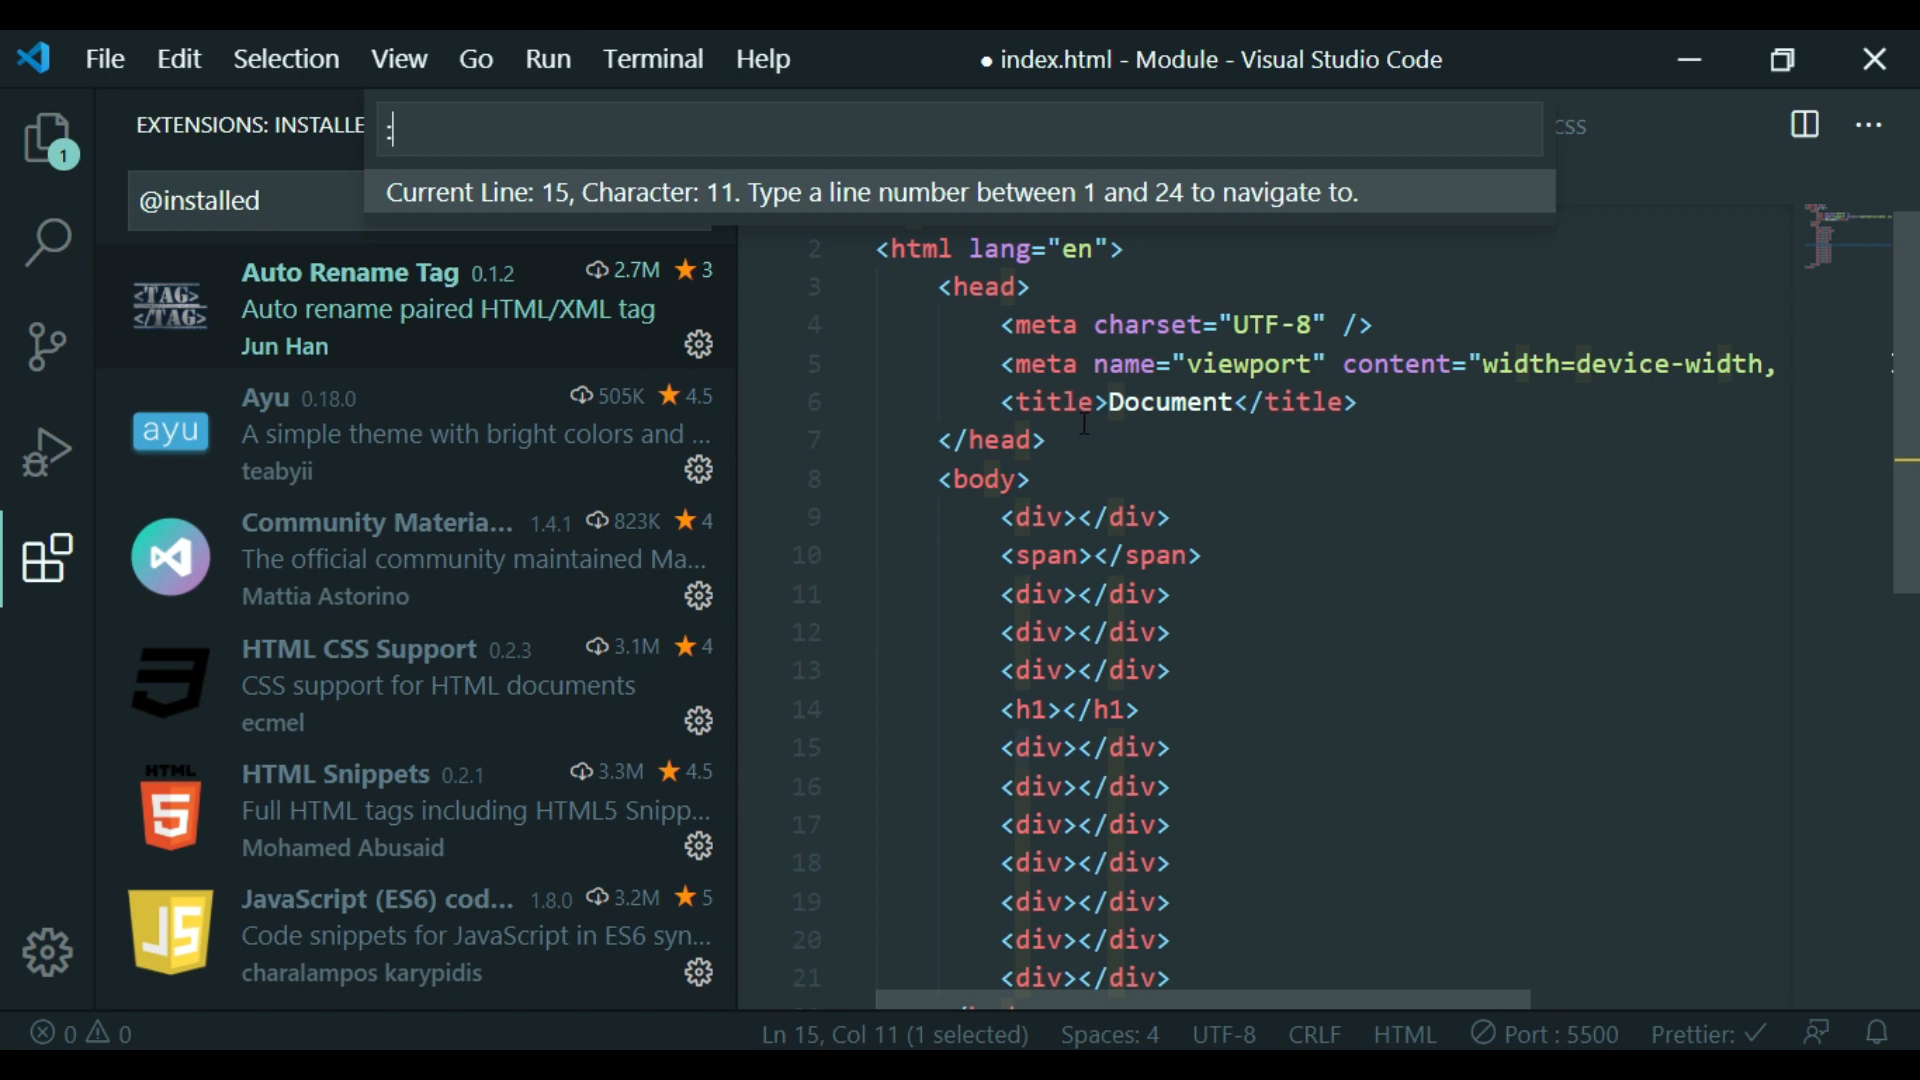 File Edit Selection View Go Run Terminal Help
● index.html - Module - Visual Studio Code
1
EXTENSIONS: INSTALLE
:
css
Current Line: 15, Character: 11. Type a line number between 1 and 24 to navigate to.
@installed
<TAG>
</TAG>
Auto Rename Tag 0.1.2 2.7M ★ 3
Auto rename paired HTML/XML tag
Jun Han
ayu
Ayu 0.18.0 505K ★ 4.5
A simple theme with bright colors and ...
teabyii
Community Materia... 1.4.1 823K ★ 4
The official community maintained Ma...
Mattia Astorino
HTML CSS Support 0.2.3 3.1M ★ 4
CSS support for HTML documents
ecmel
HTML
5
HTML Snippets 0.2.1 3.3M ★ 4.5
Full HTML tags including HTML5 Snipp...
Mohamed Abusaid
JS
JavaScript (ES6) cod... 1.8.0 3.2M ★ 5
Code snippets for JavaScript in ES6 syn...
charalampos karypidis
2 <html lang="en">
3 <head>
4 <meta charset="UTF-8" />
5 <meta name="viewport" content="width=device-width,
6 <title>Document</title>
7 </head>
8 <body>
9 <div></div>
10 <span></span>
11 <div></div>
12 <div></div>
13 <div></div>
14 <h1></h1>
15 <div></div>
16 <div></div>
17 <div></div>
18 <div></div>
19 <div></div>
20 <div></div>
21 <div></div>
0 0
Ln 15, Col 11 (1 selected) Spaces: 4 UTF-8 CRLF HTML Port : 5500 Prettier: ✓